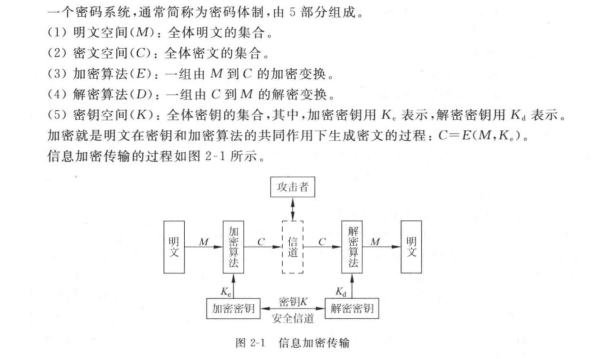 一个密码系统,通常简称为密码体制,由 5 部分组成。
(1) 明文空间(M)：全体明文的集合。
(2) 密文空间(C)：全体密文的集合。
(3) 加密算法(E)：一组由 M 到 C 的加密变换。
(4) 解密算法(D)：一组由 C 到 M 的解密变换。
(5) 密钥空间(K)：全体密钥的集合,其中,加密密钥用 Kₑ 表示,解密密钥用 K_d 表示。
加密就是明文在密钥和加密算法的共同作用下生成密文的过程：C=E(M,Kₑ)。
信息加密传输的过程如图 2-1 所示。
攻击者
明文
M
加密算法
C
信道
C
解密算法
M
明文
Kₑ
K_d
加密密钥
密钥K
安全信道
解密密钥
图 2-1 信息加密传输